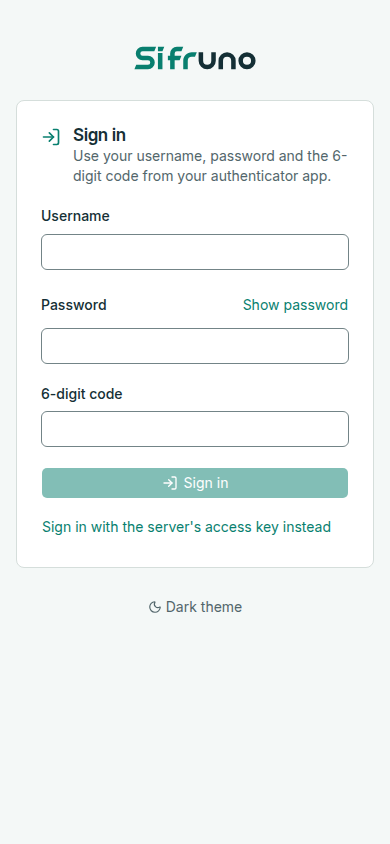 Sifruno
Sign in
Use your username, password and the 6-
digit code from your authenticator app.
Username
Password
Show password
6-digit code
Sign in
Sign in with the server's access key instead
Dark theme